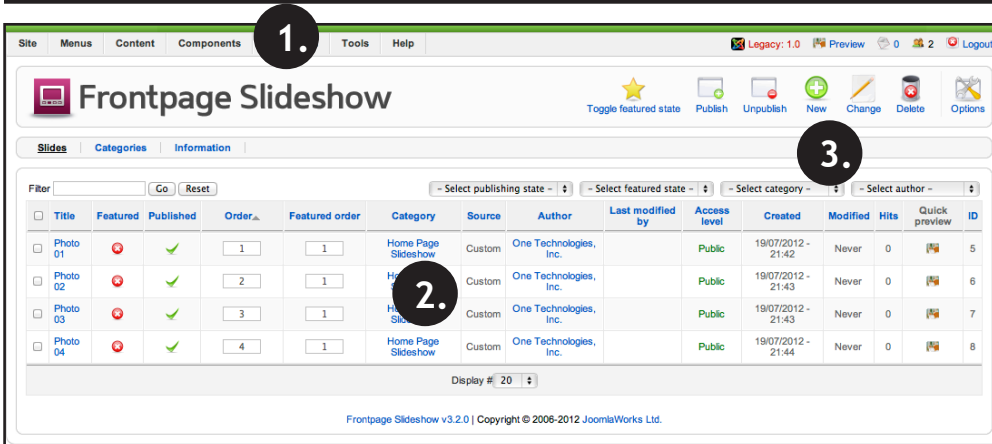 1.
Site Menus Content Components Tools Help Legacy: 1.0 Preview 0 2 Logout
Frontpage Slideshow
Toggle featured state Publish Unpublish New Change Delete Options
3.
Slides Categories Information
Filter Go Reset - Select publishing state - - Select featured state - - Select category - - Select author -
Title Featured Published Order Featured order Category Source Author Last modified by Access level Created Modified Hits Quick preview ID
Photo 01 1 1 Home Page Slideshow Custom One Technologies, Inc. Public 19/07/2012 - 21:42 Never 0 5
Photo 02 2 1 Custom One Technologies, Inc. Public 19/07/2012 - 21:43 Never 0 6
2.
Photo 03 3 1 Custom One Technologies, Inc. Public 19/07/2012 - 21:43 Never 0 7
Photo 04 4 1 Home Page Slideshow Custom One Technologies, Inc. Public 19/07/2012 - 21:44 Never 0 8
Display # 20
Frontpage Slideshow v3.2.0 | Copyright © 2006-2012 JoomlaWorks Ltd.